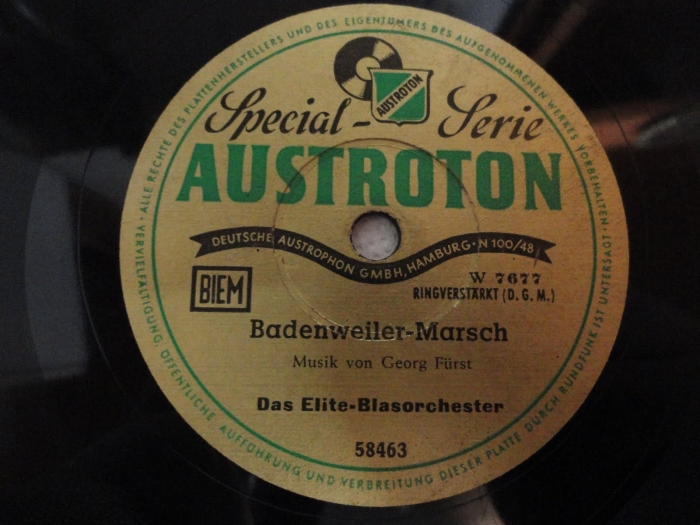 ALLE RECHTE DES PLATTENHERSTELLERS UND DES EIGENTÜMERS DES AUFGENOMMENEN WERKES VORBEHALTEN · VERVIELFÄLTIGUNG, ÖFFENTLICHE AUFFÜHRUNG UND VERBREITUNG DIESER PLATTE DURCH RUNDFUNK IST UNTERSAGT ·
AUSTROTON
Special - Serie
AUSTROTON
DEUTSCHE AUSTROPHON GMBH, HAMBURG · N 100/48
BIEM
W 7677
RINGVERSTÄRKT (D.G.M.)
Badenweiler-Marsch
Musik von Georg Fürst
Das Elite-Blasorchester
58463